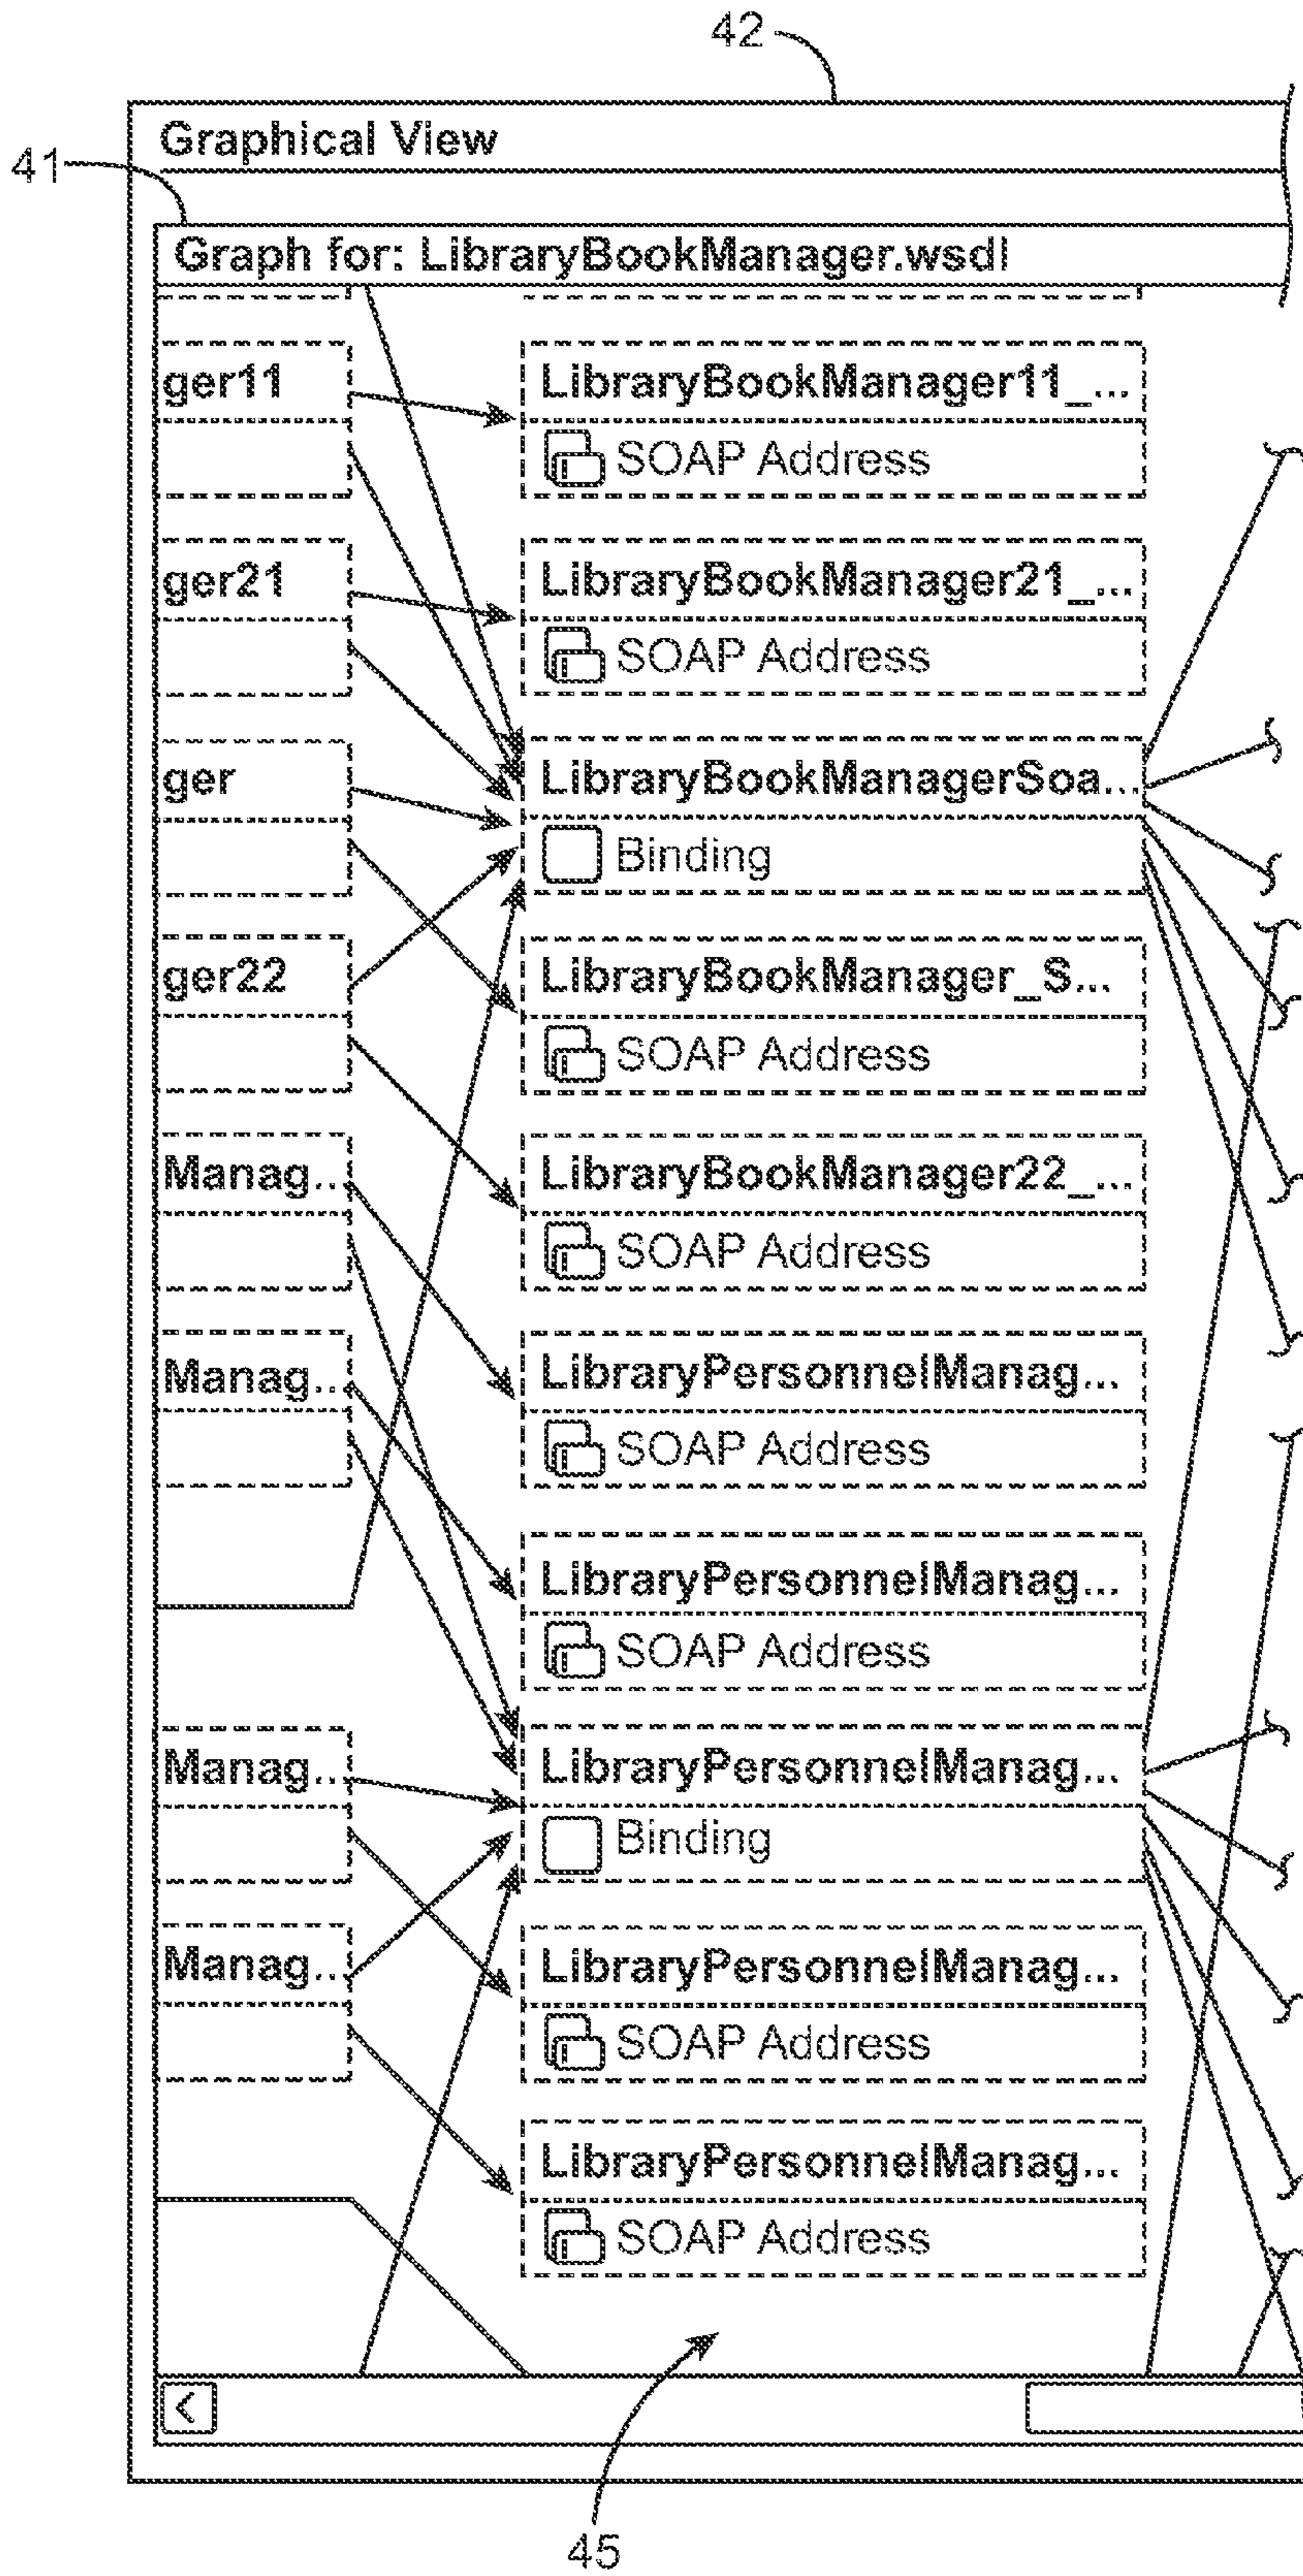 42
Graphical View
41
Graph for: LibraryBookManager.wsdl
ger11
LibraryBookManager11_...
SOAP Address
ger21
LibraryBookManager21_...
SOAP Address
ger
LibraryBookManagerSoa...
Binding
ger22
LibraryBookManager_S...
SOAP Address
Manag...
LibraryBookManager22_...
SOAP Address
Manag...
LibraryPersonnelManag...
SOAP Address
LibraryPersonnelManag...
SOAP Address
Manag...
LibraryPersonnelManag...
Binding
Manag...
LibraryPersonnelManag...
SOAP Address
LibraryPersonnelManag...
SOAP Address
<
45